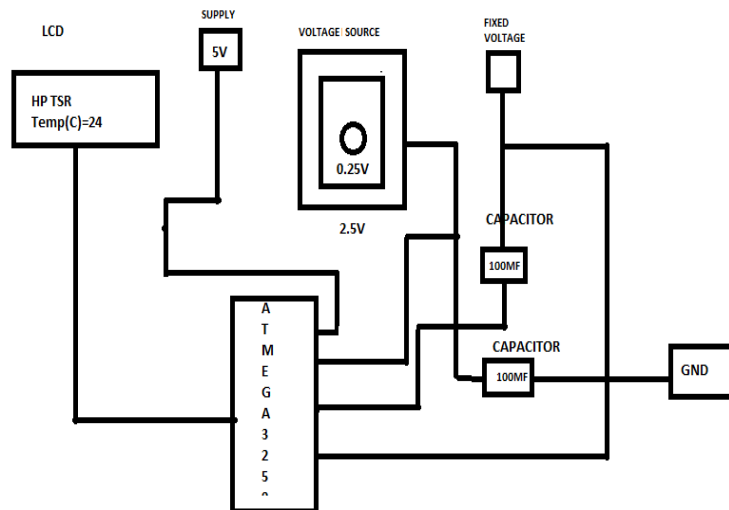 LCD
SUPPLY
5V
VOLTAGE SOURCE
FIXED
VOLTAGE
HP TSR
Temp(C)=24
0.25V
2.5V
CAPACITOR
100MF
CAPACITOR
100MF
GND
A
T
M
E
G
A
3
2
5